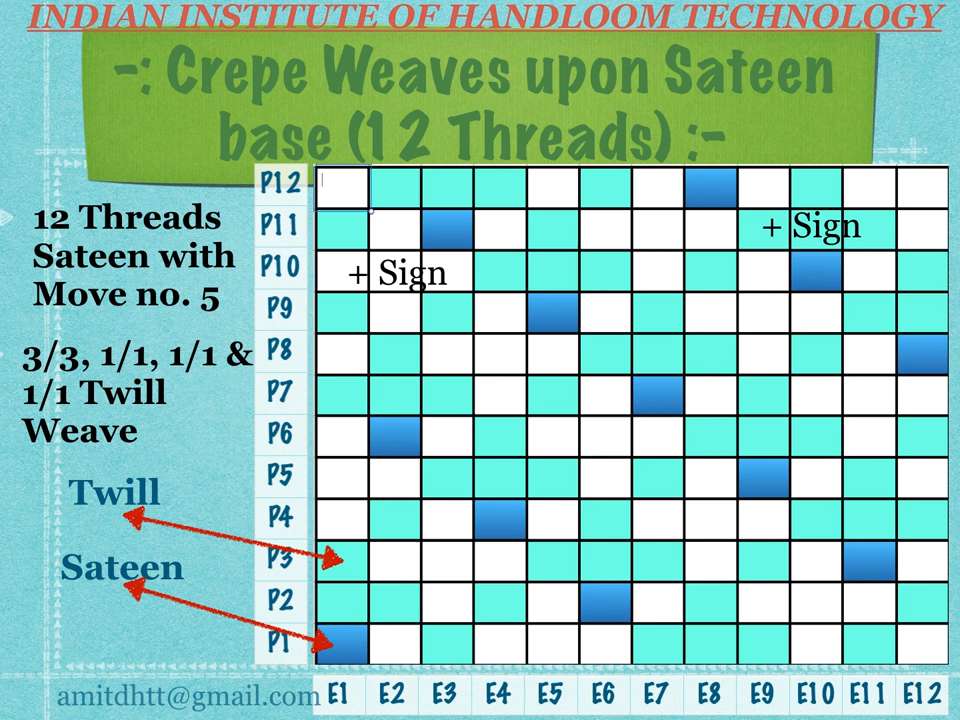 INDIAN INSTITUTE OF HANDLOOM TECHNOLOGY
-: Crepe Weaves upon Sateen
base (12 Threads) :-
12 Threads
Sateen with
Move no. 5
3/3, 1/1, 1/1 &
1/1 Twill
Weave
Twill
Sateen
P12
P11
+ Sign
P10
+ Sign
P9
P8
P7
P6
P5
P4
P3
P2
P1
amitdhtt@gmail.com
E1 E2 E3 E4 E5 E6 E7 E8 E9 E10 E11 E12